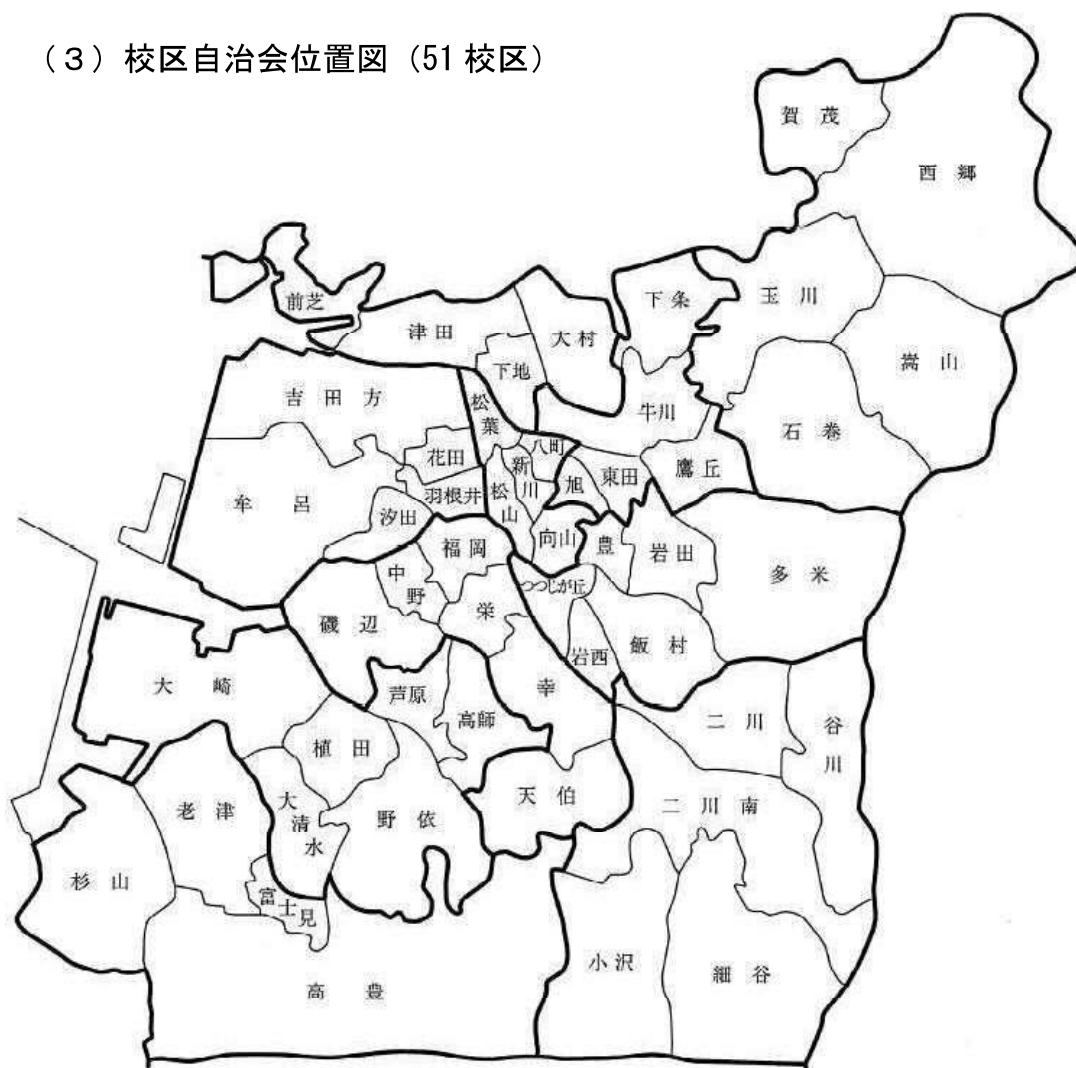 （３）校区自治会位置図（51 校区）
賀茂
西郷
前芝
津田
大村
下条
玉川
嵩山
下地
吉田方
松葉
牛川
石巻
花田
八町
新川
旭
東田
鷹丘
牟呂
羽根井
松山
汐田
福岡
向山
豊
岩田
多米
中野
つつじが丘
磯辺
栄
岩西
飯村
大崎
芦原
高師
幸
二川
谷川
植田
老津
大清水
野依
天伯
二川南
杉山
富士見
小沢
細谷
高豊